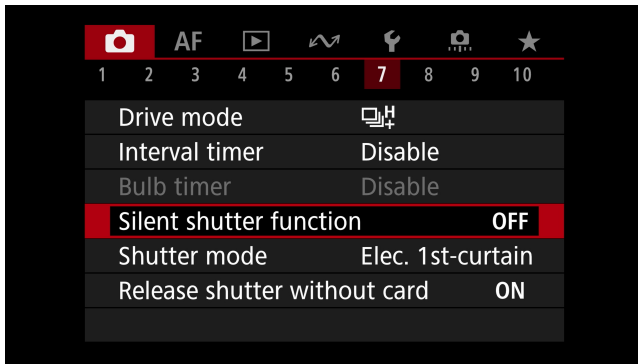 AF
1 2 3 4 5 6 7 8 9 10
Drive mode H+
Interval timer Disable
Bulb timer Disable
Silent shutter function OFF
Shutter mode Elec. 1st-curtain
Release shutter without card ON